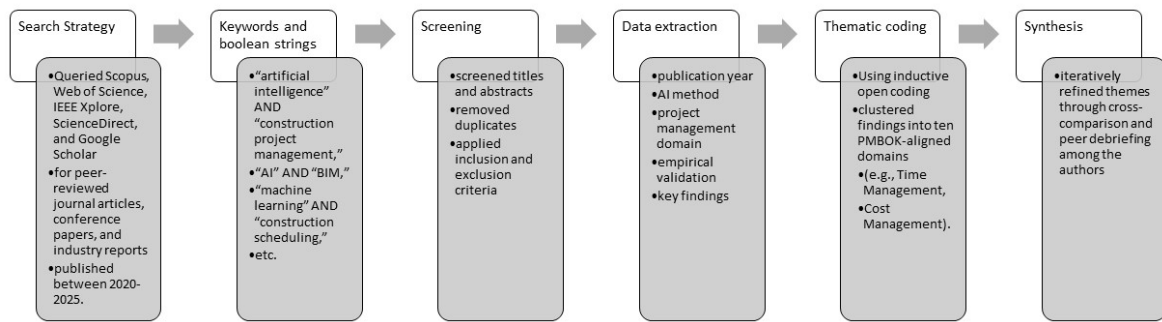 Search Strategy
•Queried Scopus,
Web of Science,
IEEE Xplore,
ScienceDirect,
and Google
Scholar
•for peer-
reviewed
journal articles,
conference
papers, and
industry reports
•published
between 2020-
2025.
Keywords and
boolean strings
•“artificial
intelligence”
AND
“construction
project
management,”
•“AI” AND “BIM,”
•“machine
learning” AND
“construction
scheduling,”
•etc.
Screening
•screened titles
and abstracts
•removed
duplicates
•applied
inclusion and
exclusion
criteria
Data extraction
•publication year
•AI method
•project
management
domain
•empirical
validation
•key findings
Thematic coding
•Using inductive
open coding
•clustered
findings into ten
PMBOK-aligned
domains
•(e.g., Time
Management,
•Cost
Management).
Synthesis
•iteratively
refined themes
through cross-
comparison and
peer debriefing
among the
authors